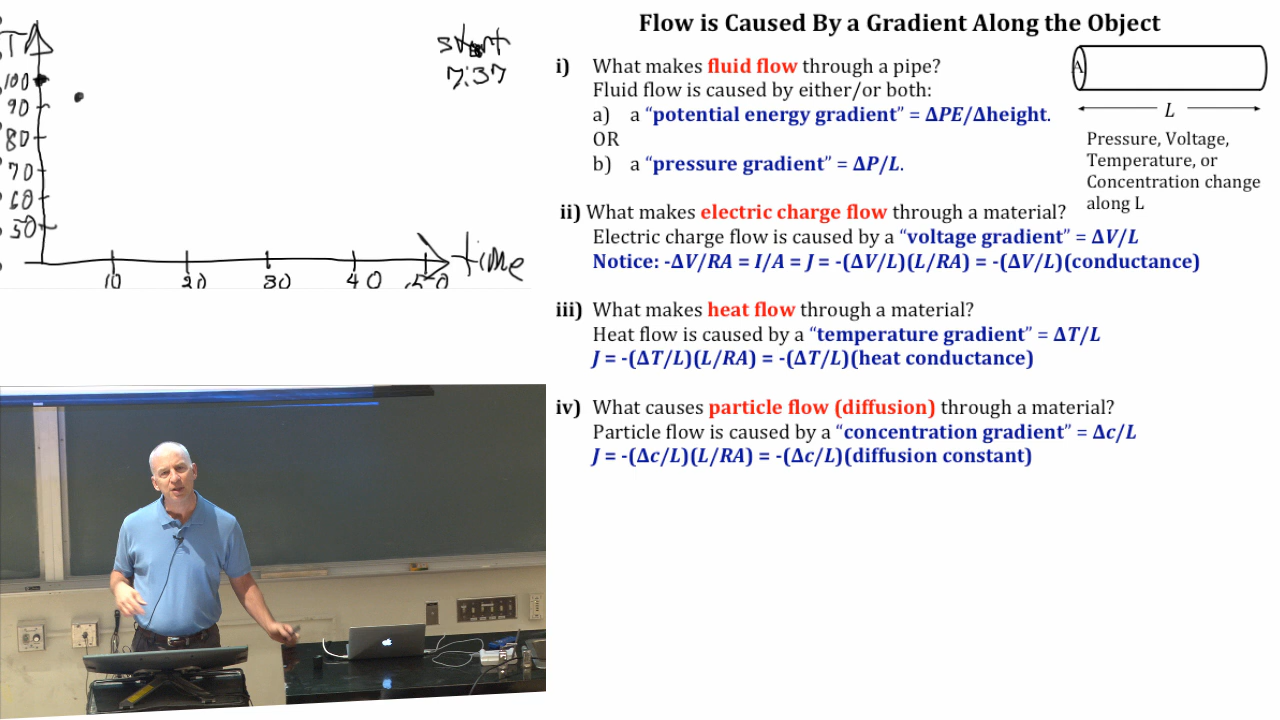 T
100
90
80
70
60
50
10 20 30 40 50
time
start
7:37
Flow is Caused By a Gradient Along the Object
i) What makes fluid flow through a pipe?
Fluid flow is caused by either/or both:
a) a “potential energy gradient” = ΔPE/Δheight.
OR
b) a “pressure gradient” = ΔP/L.
A
L
Pressure, Voltage,
Temperature, or
Concentration change
along L
ii) What makes electric charge flow through a material?
Electric charge flow is caused by a “voltage gradient” = ΔV/L
Notice: -ΔV/RA = I/A = J = -(ΔV/L)(L/RA) = -(ΔV/L)(conductance)
iii) What makes heat flow through a material?
Heat flow is caused by a “temperature gradient” = ΔT/L
J = -(ΔT/L)(L/RA) = -(ΔT/L)(heat conductance)
iv) What causes particle flow (diffusion) through a material?
Particle flow is caused by a “concentration gradient” = Δc/L
J = -(Δc/L)(L/RA) = -(Δc/L)(diffusion constant)